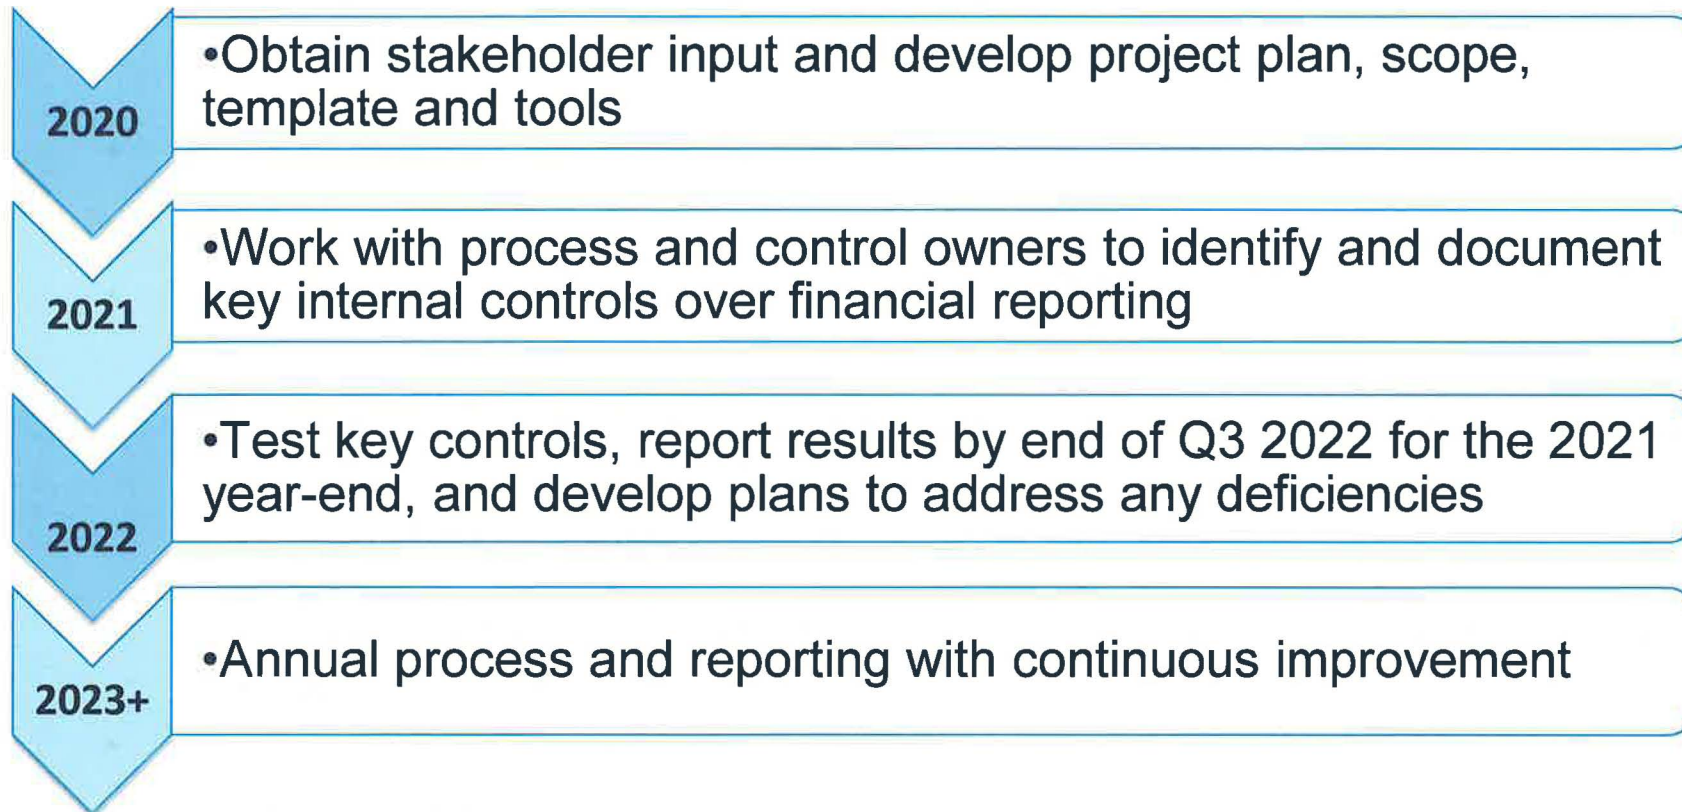 2020
•Obtain stakeholder input and develop project plan, scope,
template and tools
2021
•Work with process and control owners to identify and document
key internal controls over financial reporting
2022
•Test key controls, report results by end of Q3 2022 for the 2021
year-end, and develop plans to address any deficiencies
2023+
•Annual process and reporting with continuous improvement